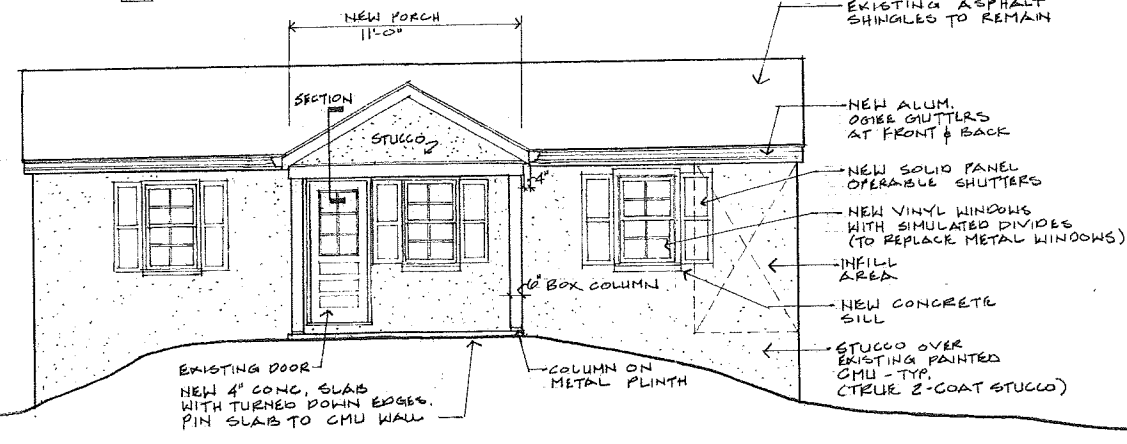 NEW PORCH
11'-0"
EXISTING ASPHALT
SHINGLES TO REMAIN
SECTION
STUCCO
NEW ALUM.
OGEE GUTTERS
AT FRONT & BACK
4"
NEW SOLID PANEL
OPERABLE SHUTTERS
NEW VINYL WINDOWS
WITH SIMULATED DIVIDES
(TO REPLACE METAL WINDOWS)
INFILL
AREA
6" BOX COLUMN
NEW CONCRETE
SILL
STUCCO OVER
EXISTING PAINTED
CMU - TYP.
(TRUE 2-COAT STUCCO)
EXISTING DOOR
NEW 4" CONC. SLAB
WITH TURNED DOWN EDGES.
PIN SLAB TO CMU WALL
COLUMN ON
METAL PLINTH